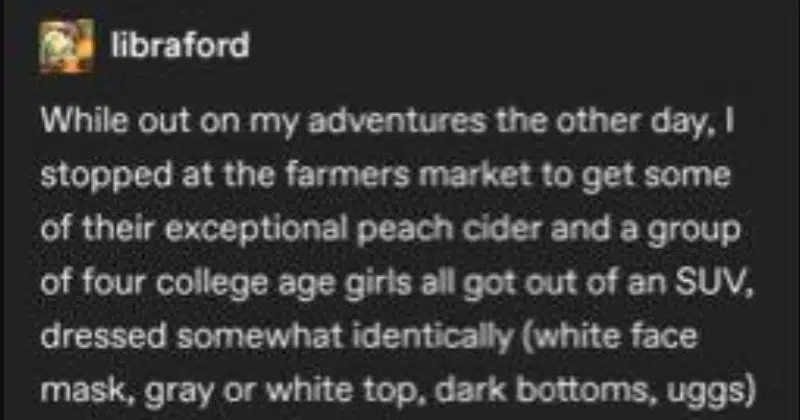 libraford
While out on my adventures the other day, I
stopped at the farmers market to get some
of their exceptional peach cider and a group
of four college age girls all got out of an SUV,
dressed somewhat identically (white face
mask, gray or white top, dark bottoms, uggs)